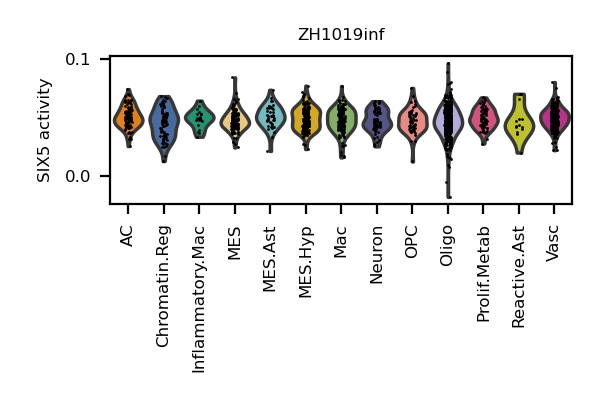 ZH1019inf
SIX5 activity
0.1
0.0
AC
Chromatin.Reg
Inflammatory.Mac
MES
MES.Ast
MES.Hyp
Mac
Neuron
OPC
Oligo
Prolif.Metab
Reactive.Ast
Vasc